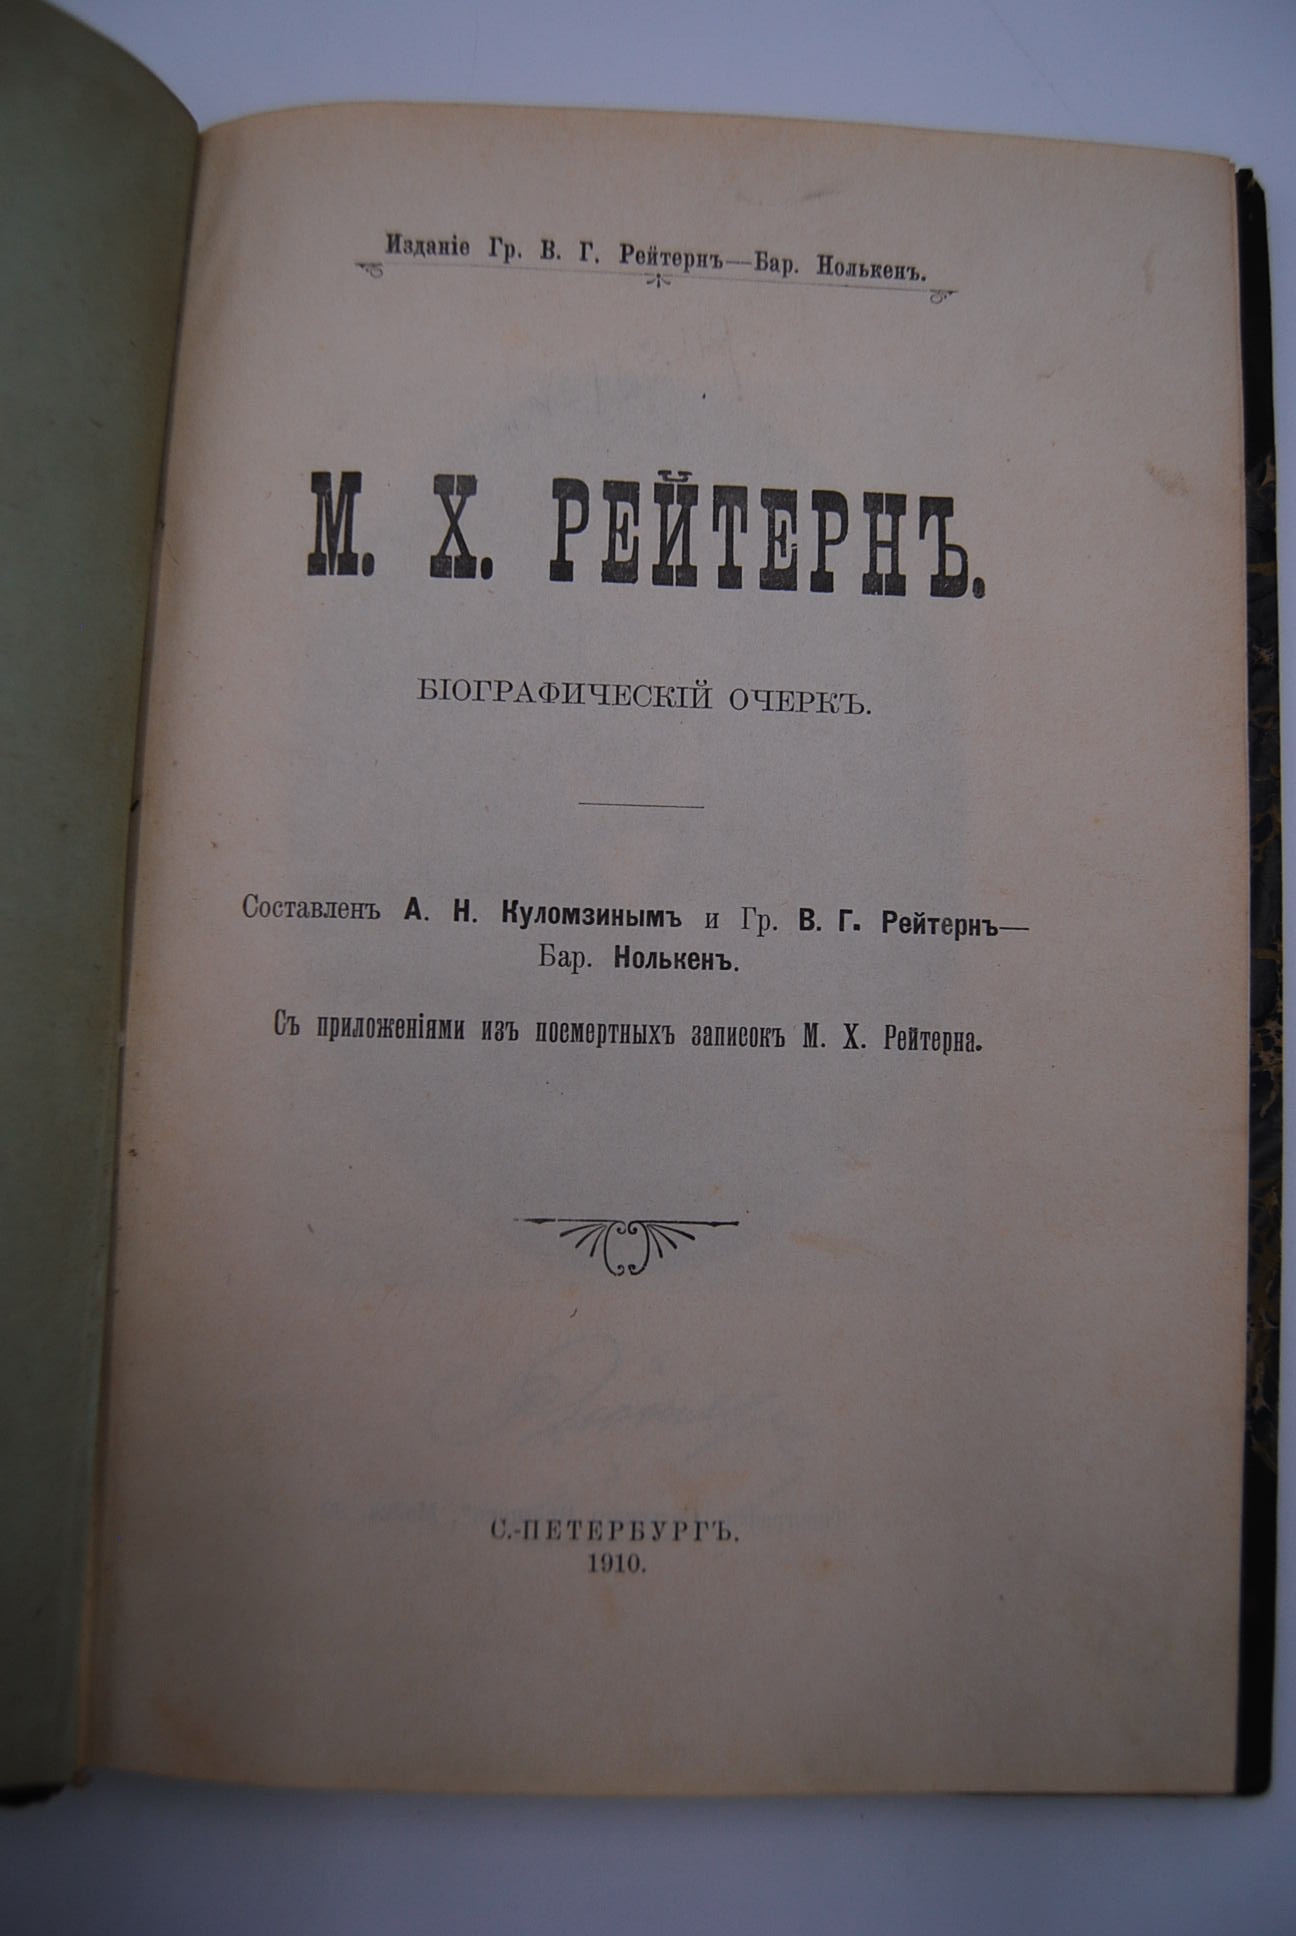 Изданіе Гр. В. Г. Рейтернъ—Бар. Нолькенъ.
М. Х. РЕЙТЕРНЪ.
БІОГРАФИЧЕСКІЙ ОЧЕРКЪ.
Составленъ А. Н. Куломзинымъ и Гр. В. Г. Рейтернъ—
Бар. Нолькенъ.
Съ приложеніями изъ посмертныхъ записокъ М. Х. Рейтерна.
С.-ПЕТЕРБУРГЪ.
1910.